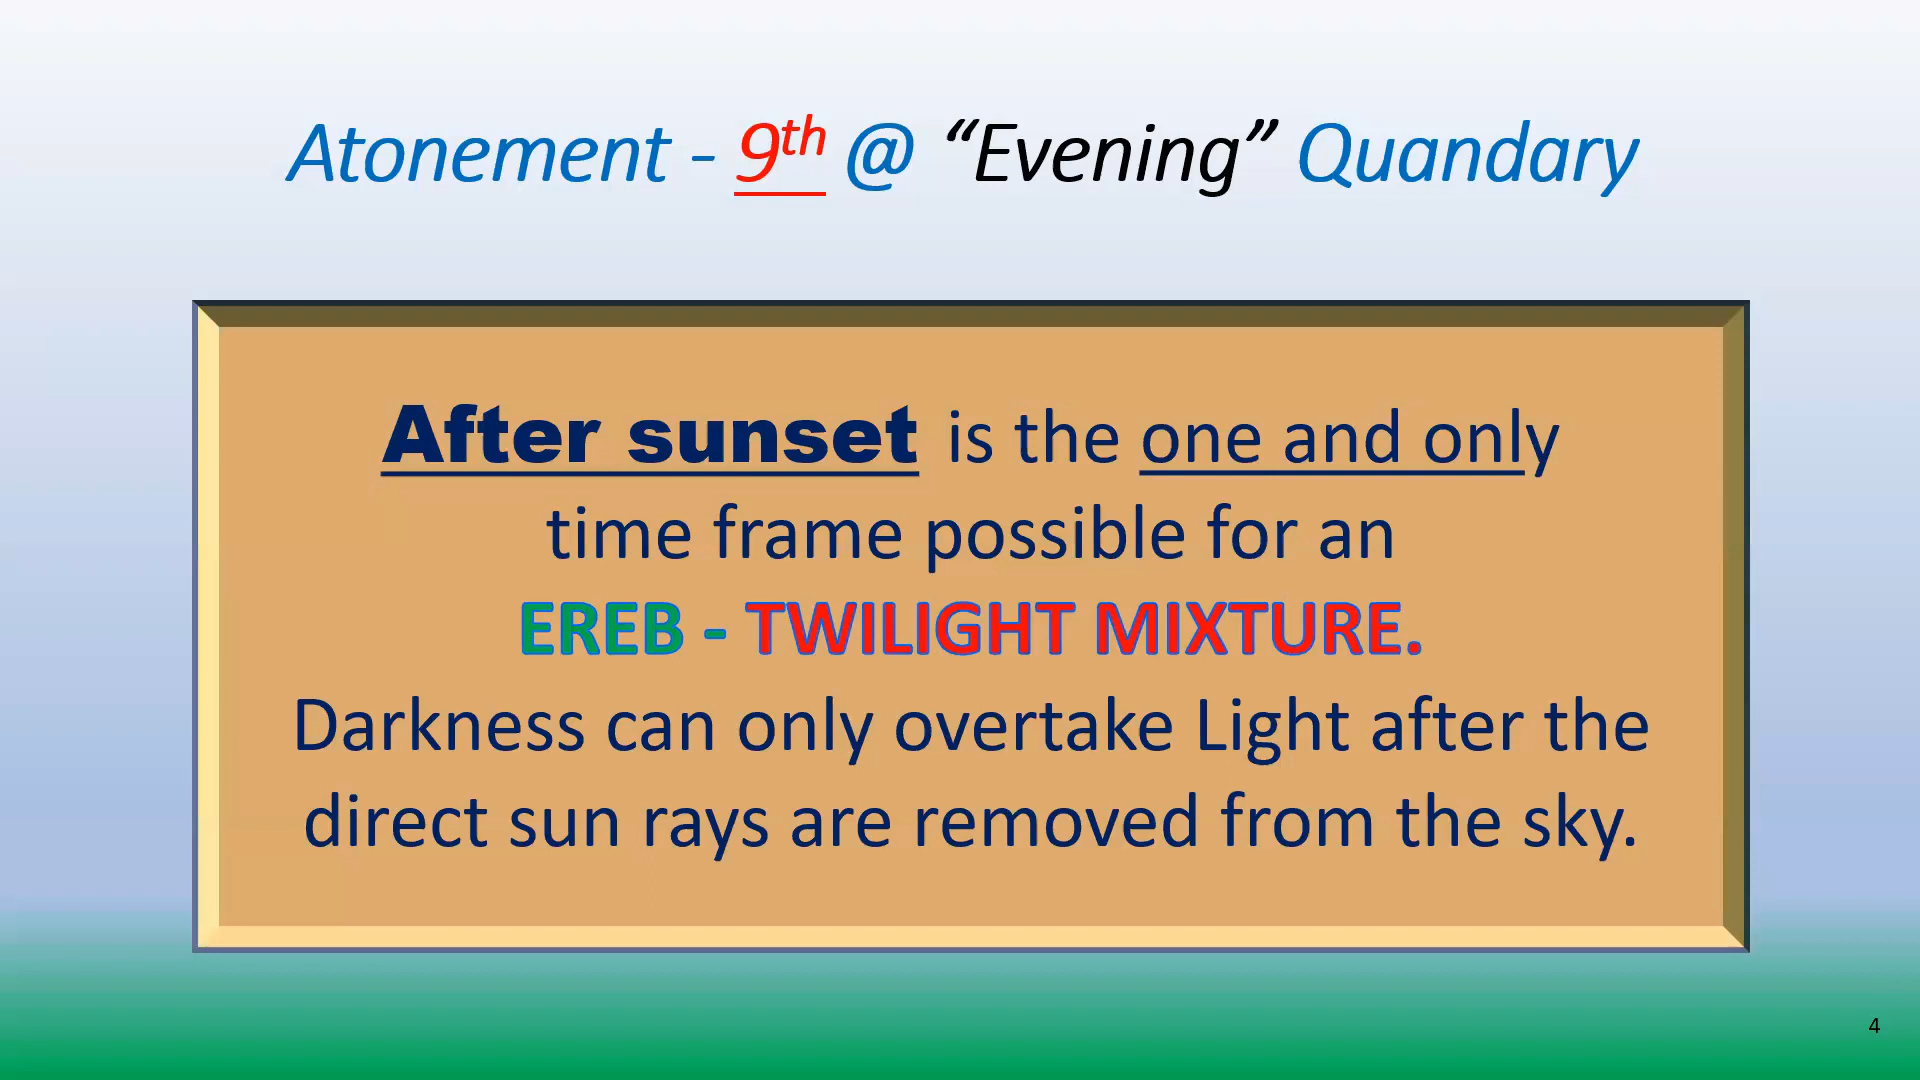 Atonement - 9th @ “Evening” Quandary
After sunset is the one and only
time frame possible for an
EREB - TWILIGHT MIXTURE.
Darkness can only overtake Light after the
direct sun rays are removed from the sky.
4